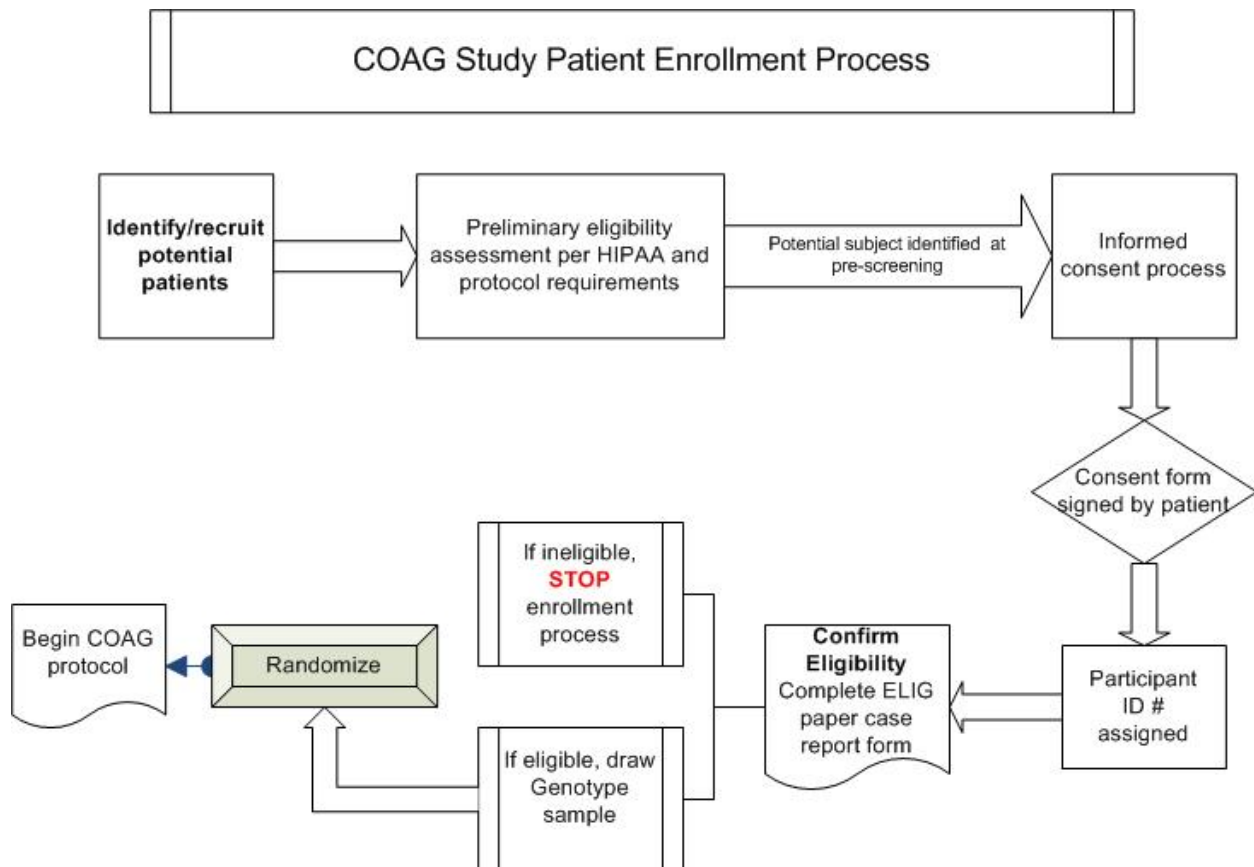 COAG Study Patient Enrollment Process
Identify/recruit
potential
patients
Preliminary eligibility
assessment per HIPAA and
protocol requirements
Potential subject identified at
pre-screening
Informed
consent process
Consent form
signed by patient
Participant
ID #
assigned
Confirm
Eligibility
Complete ELIG
paper case
report form
If ineligible,
STOP
enrollment
process
If eligible, draw
Genotype
sample
Randomize
Begin COAG
protocol